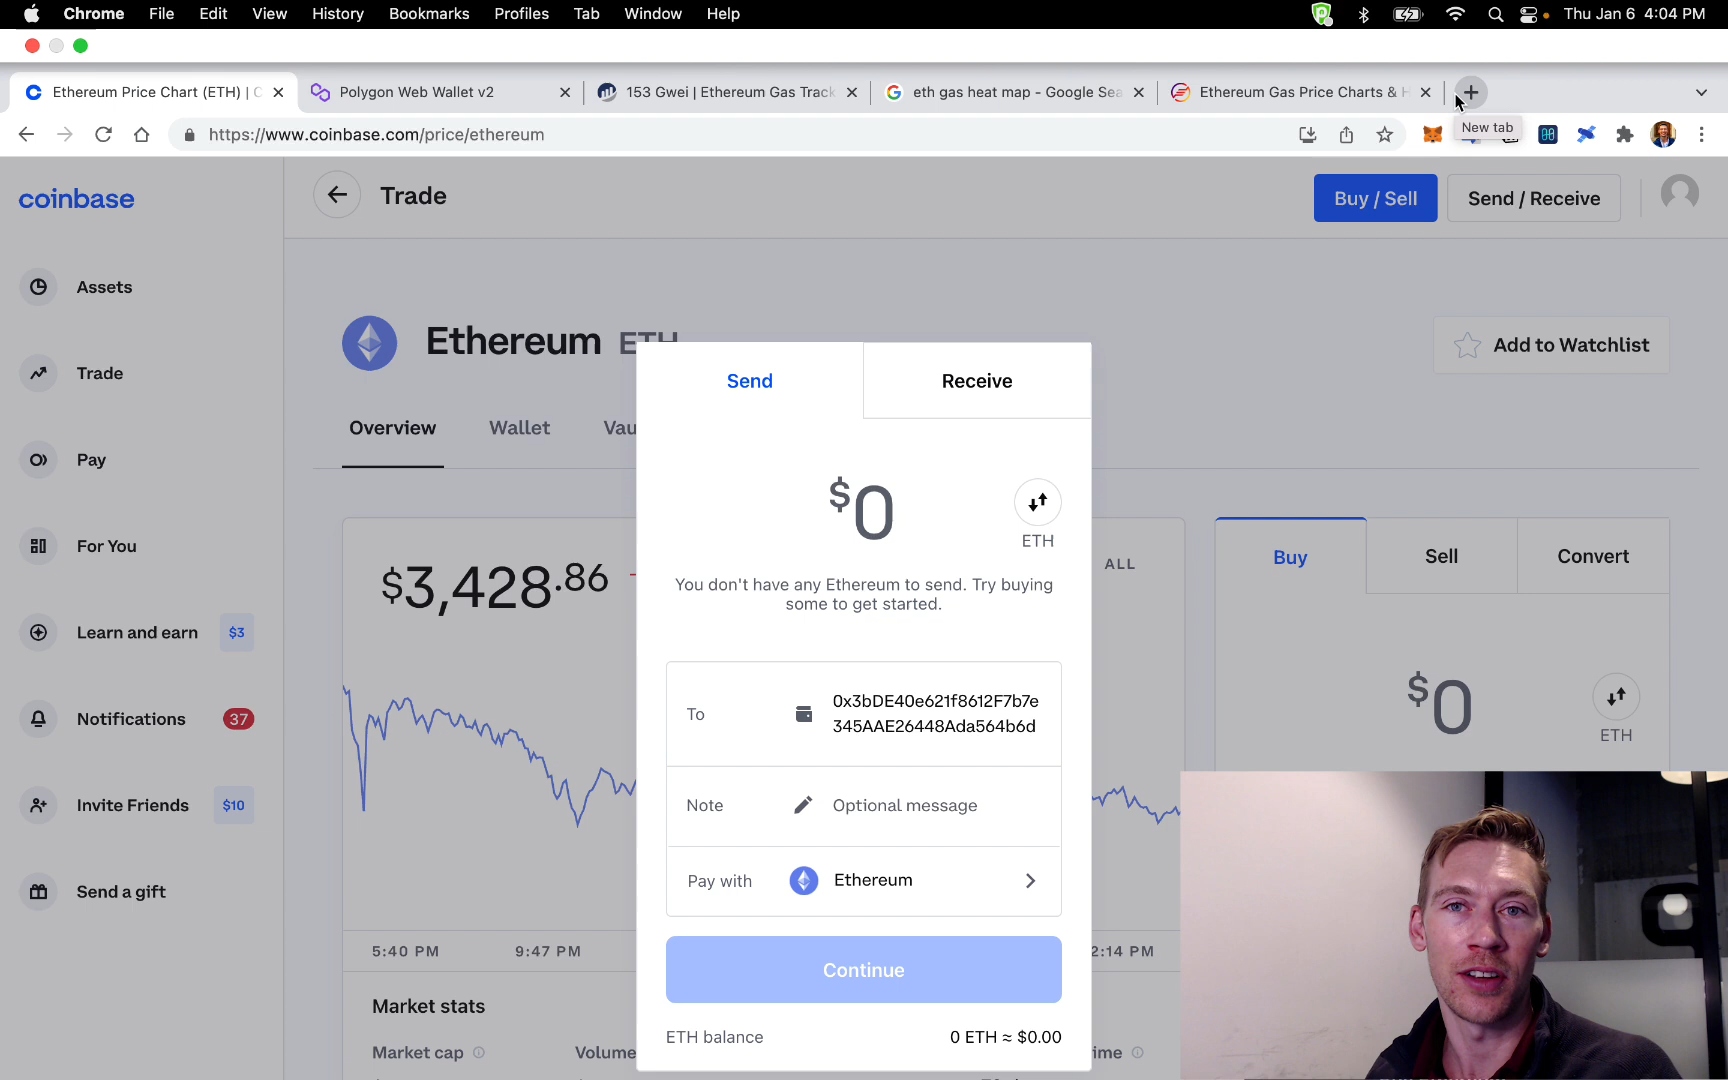 Chrome File Edit View History Bookmarks Profiles Tab Window Help Thu Jan 6 4:04 PM
Ethereum Price Chart (ETH) | C Polygon Web Wallet v2 153 Gwei | Ethereum Gas Track eth gas heat map - Google Sea Ethereum Gas Price Charts & H
https://www.coinbase.com/price/ethereum New tab
coinbase Trade Buy / Sell Send / Receive
Assets
Trade
Pay
For You
Learn and earn $3
Notifications 37
Invite Friends $10
Send a gift
Ethereum ETH Add to Watchlist
Overview Wallet Vau
$3,428.86 ALL
5:40 PM 9:47 PM 2:14 PM
Market stats
Market cap Volume ime
Send Receive
$0
ETH
You don't have any Ethereum to send. Try buying
some to get started.
To 0x3bDE40e621f8612F7b7e
345AAE26448Ada564b6d
Note Optional message
Pay with Ethereum
Continue
ETH balance 0 ETH ≈ $0.00
Buy Sell Convert
$0
ETH